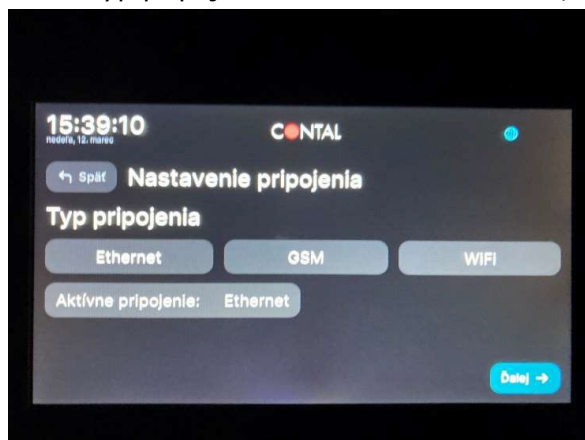 15:39:10
nedeľa, 12. marec
CONTAL
Späť
Nastavenie pripojenia
Typ pripojenia
Ethernet
GSM
WIFI
Aktívne pripojenie: Ethernet
Ďalej